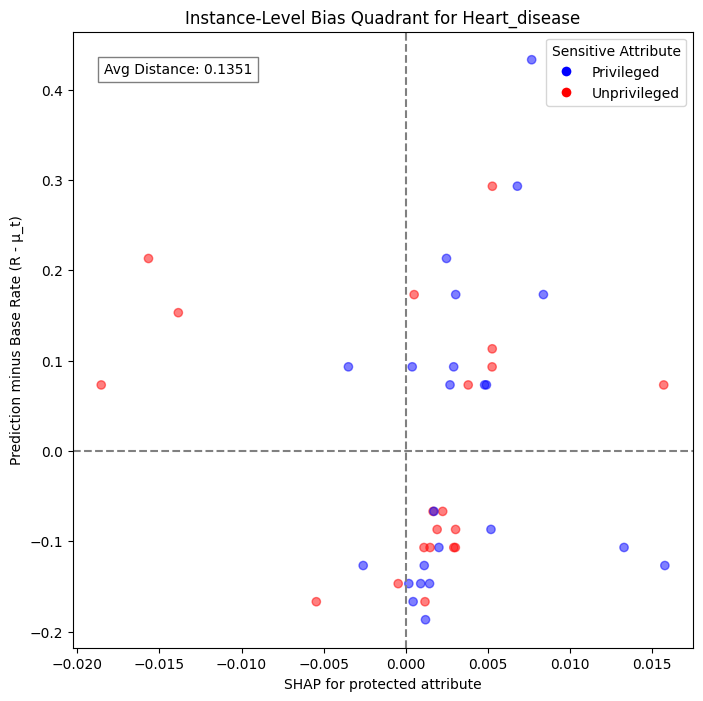 Instance-Level Bias Quadrant for Heart_disease
Avg Distance: 0.1351
Sensitive Attribute
Privileged
Unprivileged
Prediction minus Base Rate (R - μ_t)
0.4
0.3
0.2
0.1
0.0
−0.1
−0.2
−0.020
−0.015
−0.010
−0.005
0.000
0.005
0.010
0.015
SHAP for protected attribute